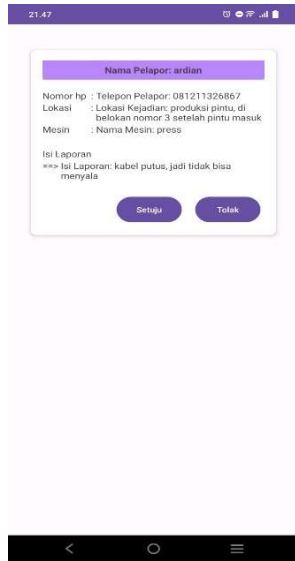 21.47
Nama Pelapor: ardian
Nomor hp : Telepon Pelapor: 081211326867
Lokasi : Lokasi Kejadian: produksi pintu, di
belokan nomor 3 setelah pintu masuk
Mesin : Nama Mesin: press
Isi Laporan
==> Isi Laporan: kabel putus, jadi tidak bisa
menyala
Setuju Tolak